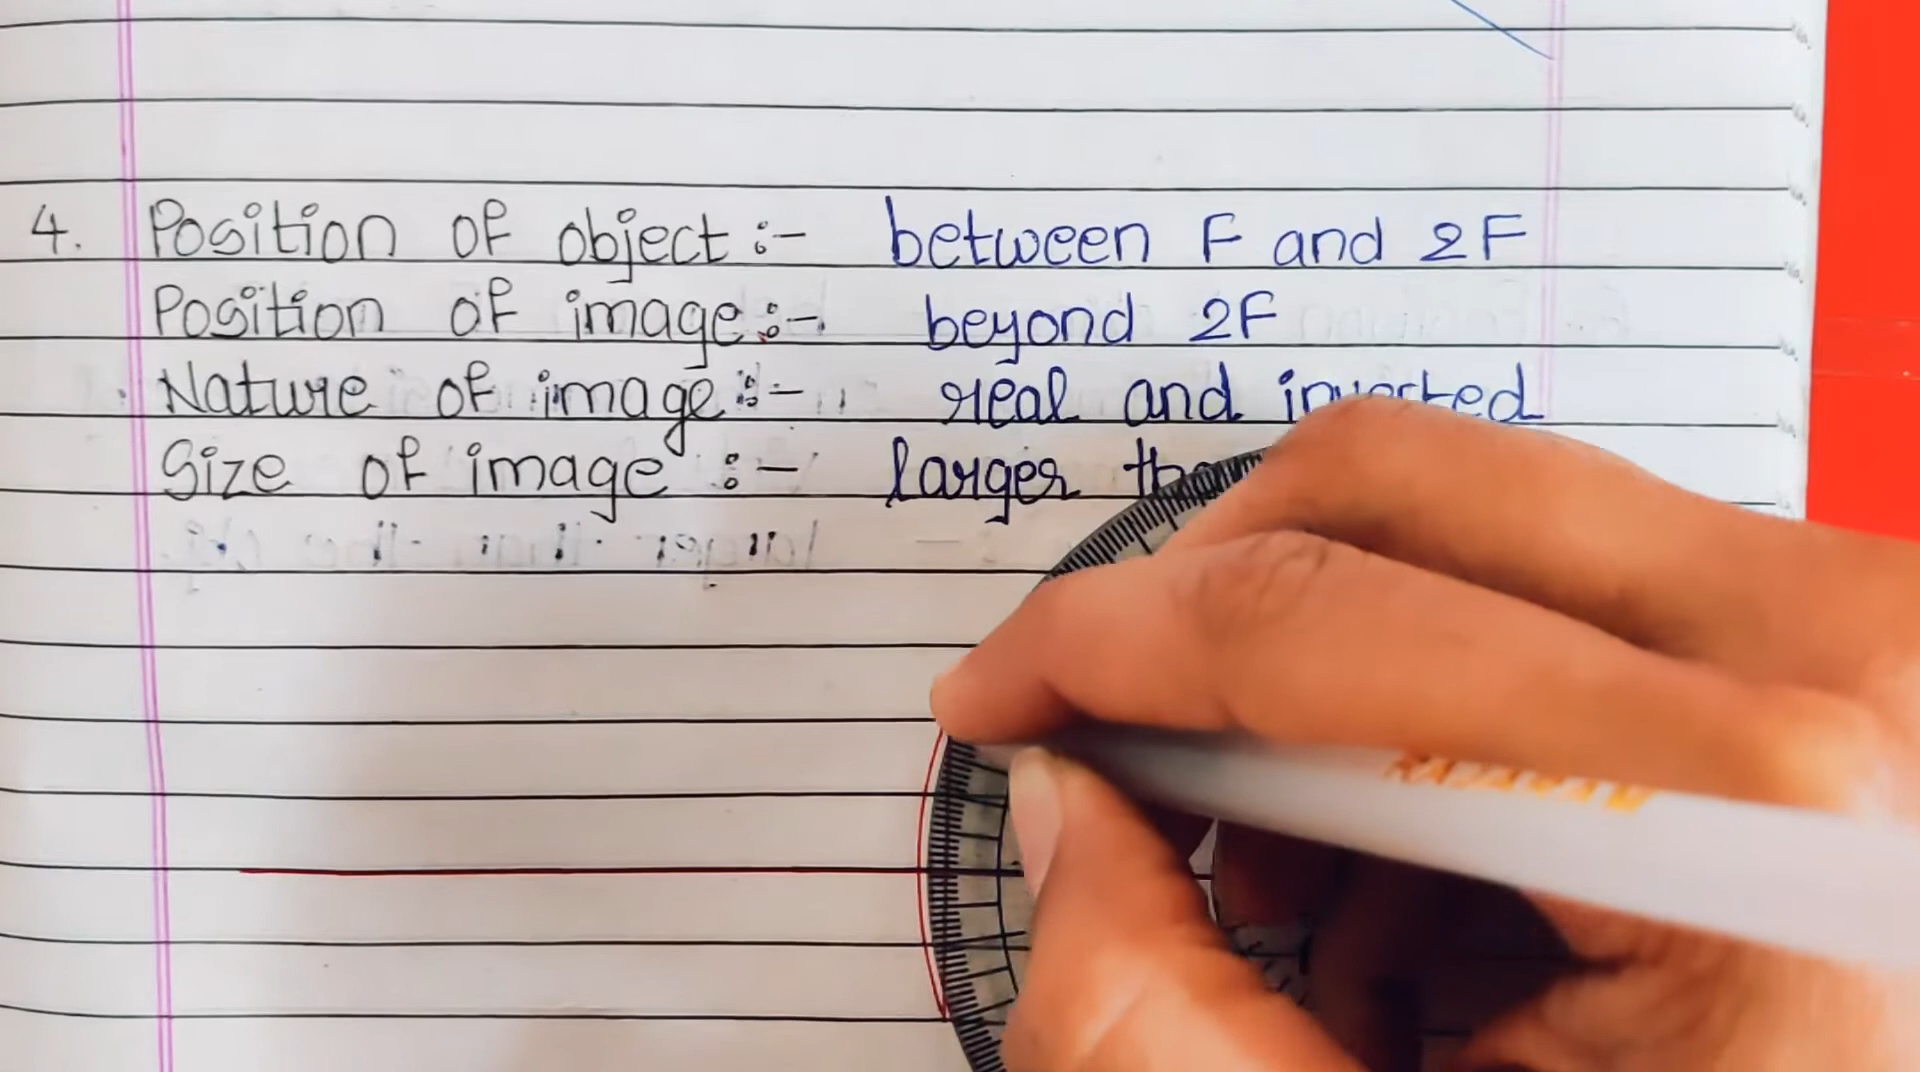 4. Position of object :- between F and 2F
Position of image :- beyond 2F
Nature of image :- real and inverted
Size of image :- larger